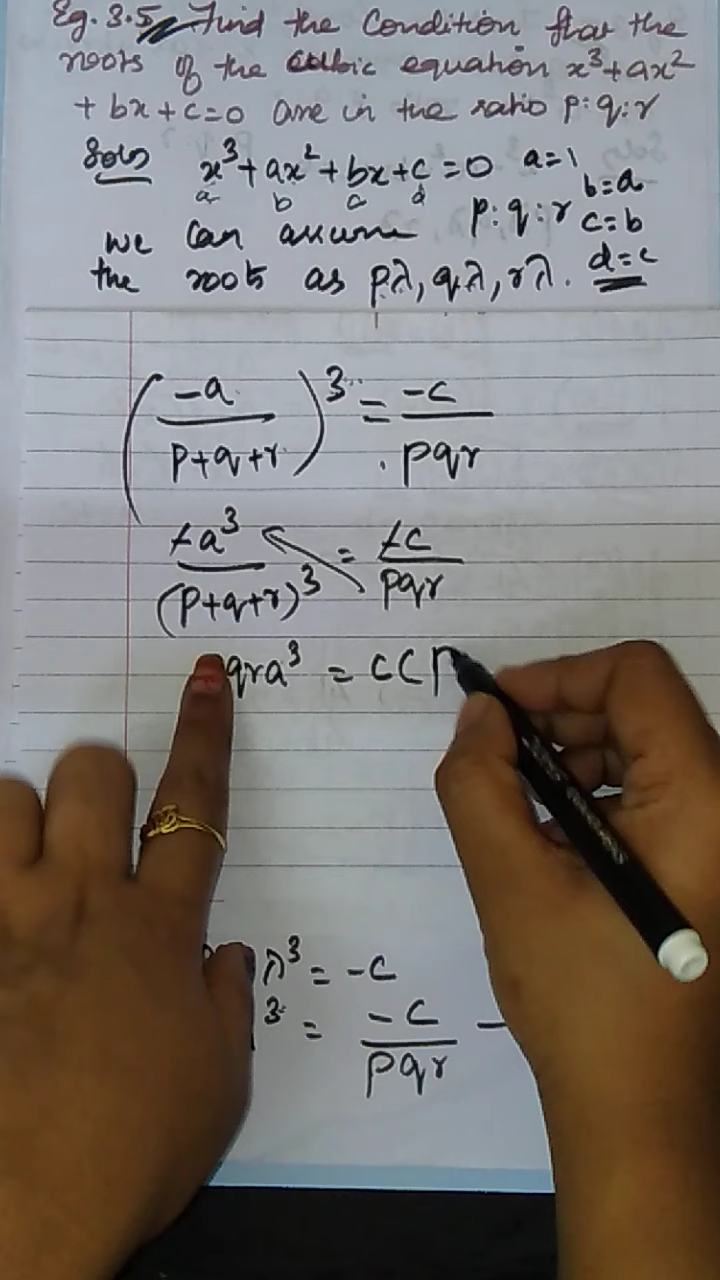 Eg. 3.5 Find the Condition that the
roots of the cubic equation x³+ax²
+ bx+c=0 are in the ratio p:q:r
Soln x³+ax²+bx+c=0 a=1
a b c d b=a
p:q:r c=b
we can assume d=c
the roots as pλ, qλ, rλ.
(-a/p+q+r)³ = -c/pqr
-a³/(p+q+r)³ = -c/pqr
qra³ = c(p
λ³ = -c
³ = -c/pqr -